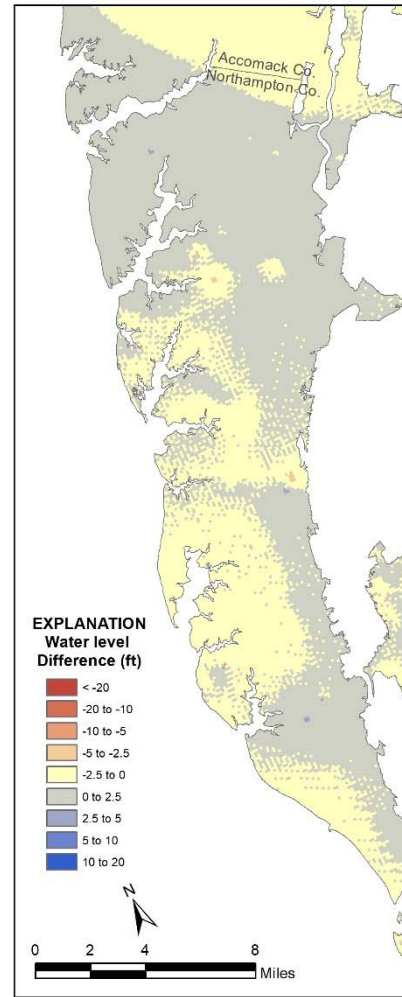 Accomack Co.
Northampton Co.
EXPLANATION
Water level
Difference (ft)
< -20
-20 to -10
-10 to -5
-5 to -2.5
-2.5 to 0
0 to 2.5
2.5 to 5
5 to 10
10 to 20
N
0 2 4 8
Miles